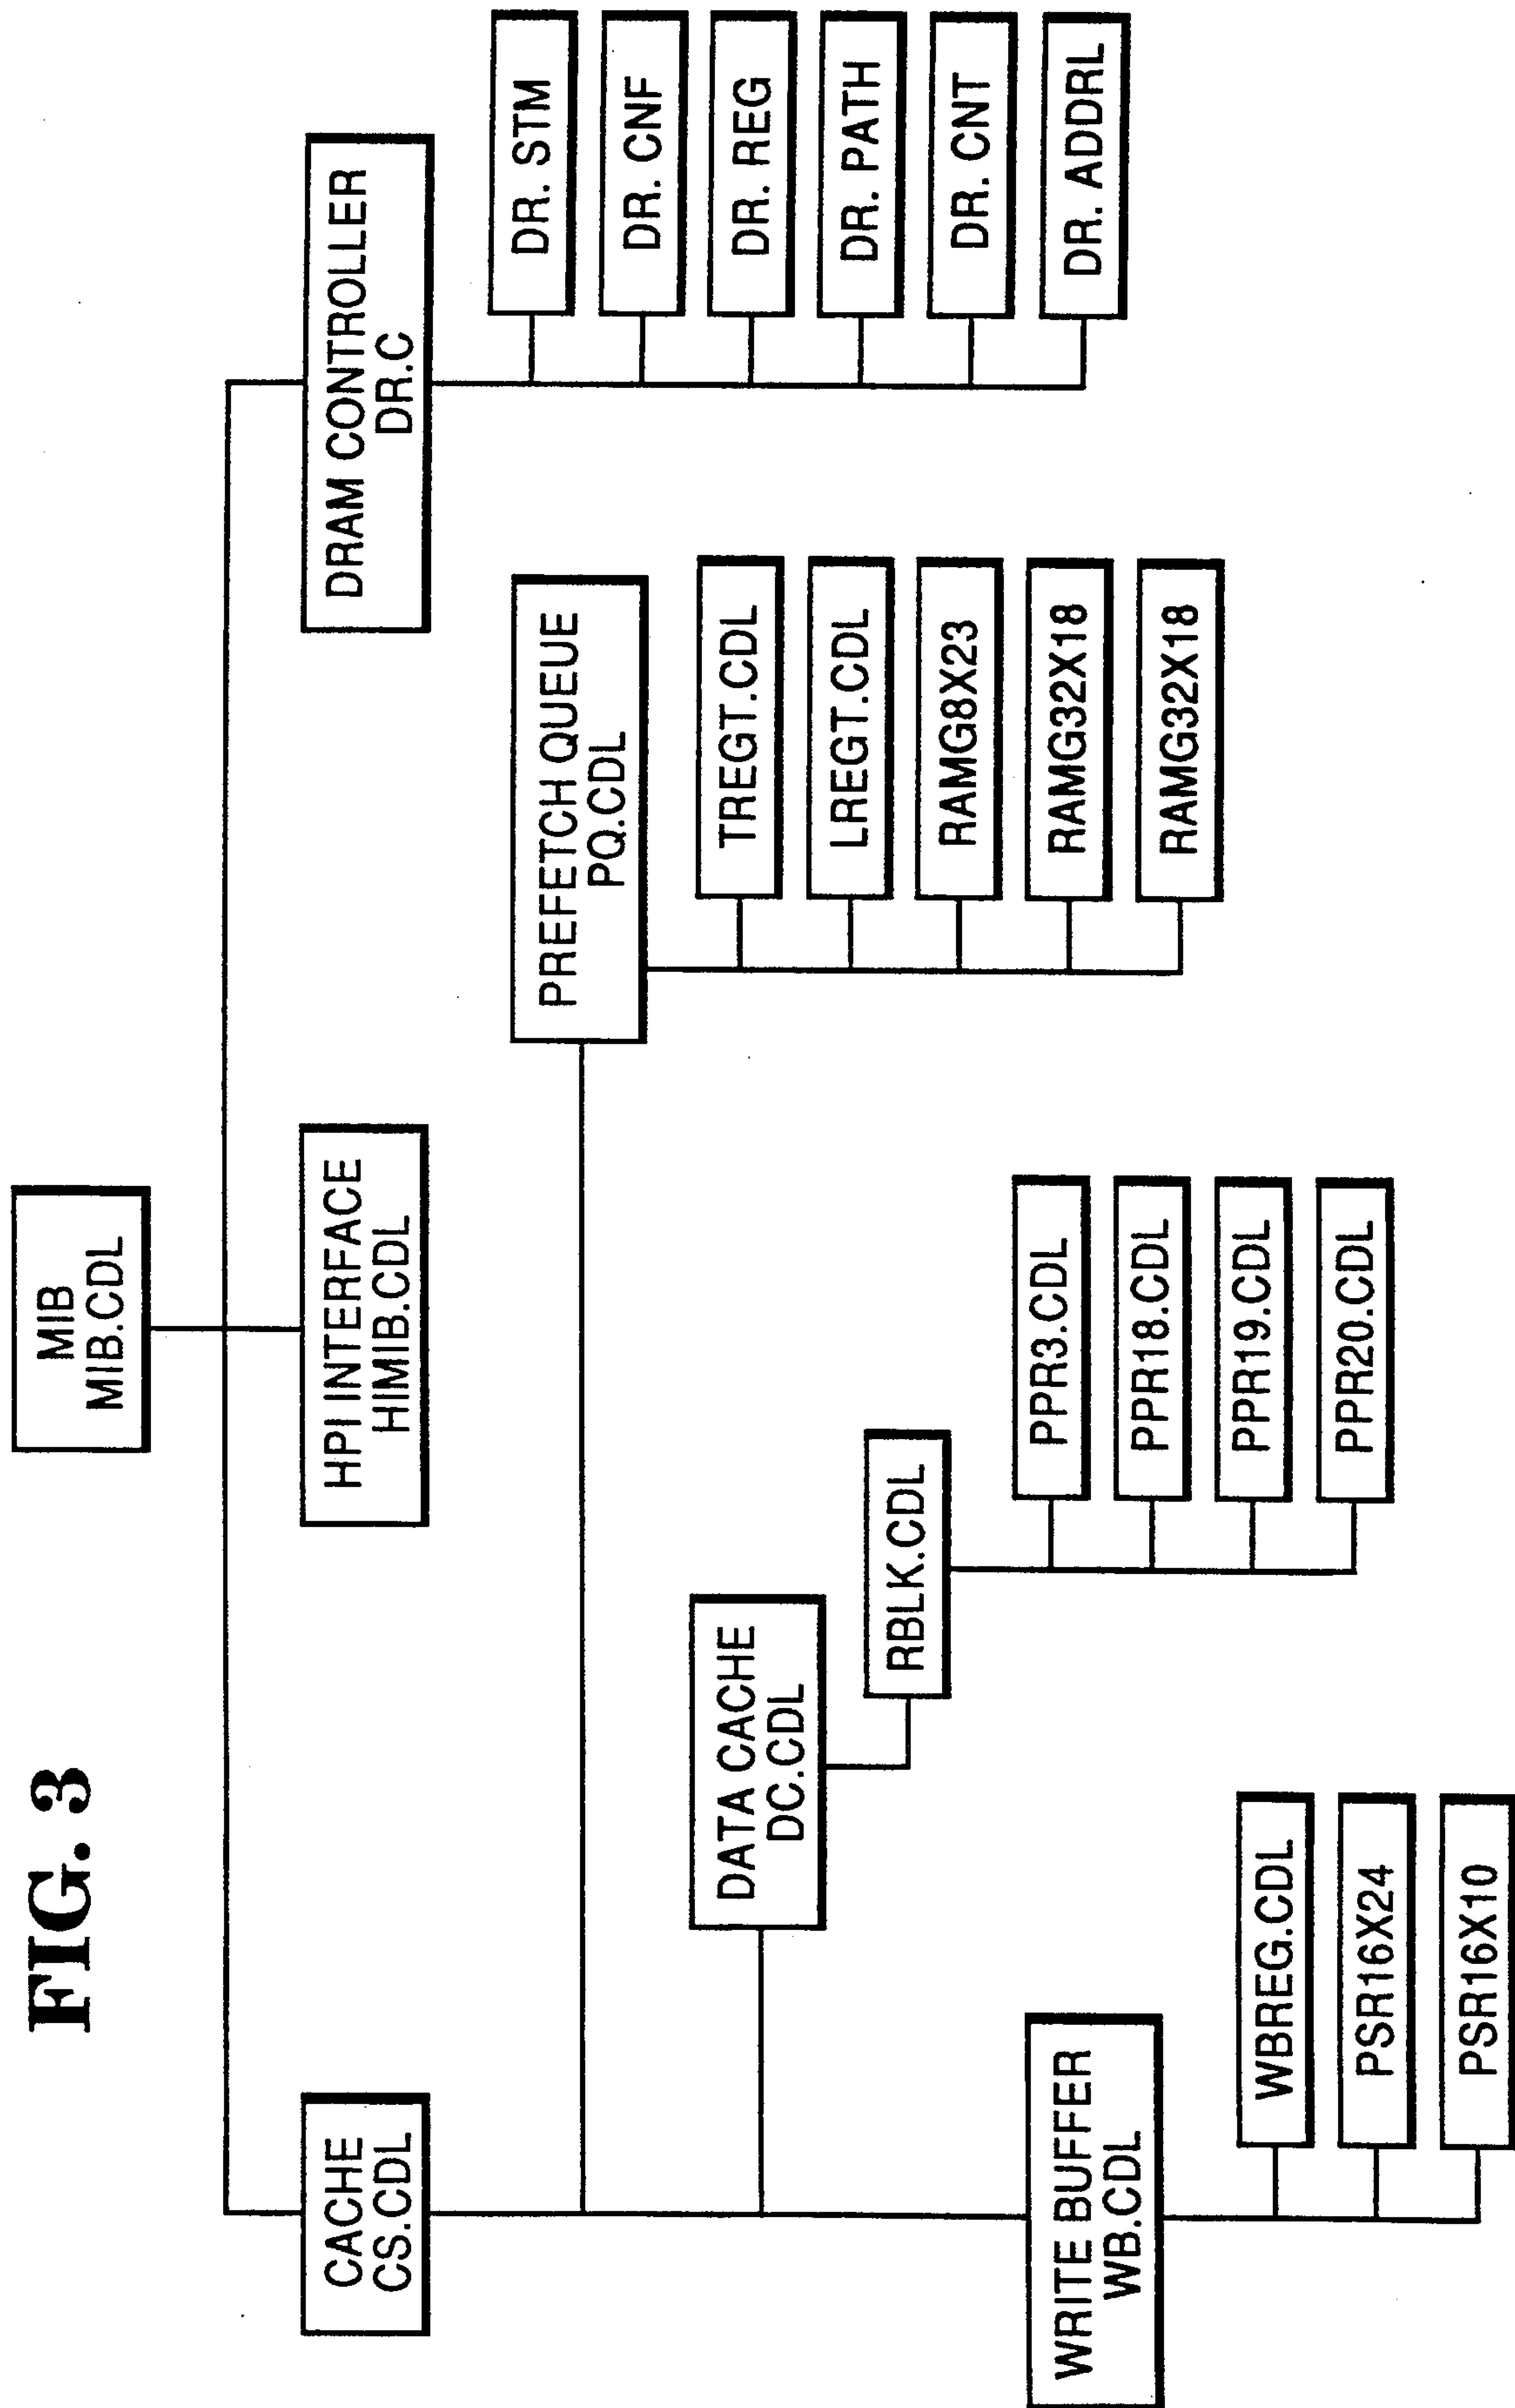 FIG. 3
MIB
MIB.CDL
CACHE
CS.CDL
HPI INTERFACE
HIMIB.CDL
DRAM CONTROLLER
DR.C
DR. STM
DR. CNF
DR. REG
DR. PATH
DR. CNT
DR. ADDRL
PREFETCH QUEUE
PQ.CDL
TREGT.CDL
LREGT.CDL
RAMG8X23
RAMG32X18
RAMG32X18
DATA CACHE
DC.CDL
RBLK.CDL
PPR3.CDL
PPR18.CDL
PPR19.CDL
PPR20.CDL
WRITE BUFFER
WB.CDL
WBREG.CDL
PSR16X24
PSR16X10